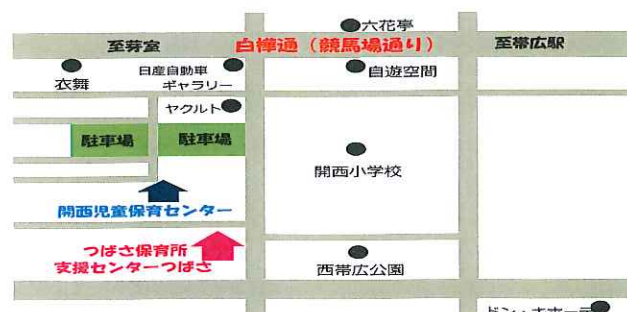 六花亭
至芽室
白樺通（競馬場通り）
至帯広駅
衣舞
日産自動車
ギャラリー
自遊空間
ヤクルト
駐車場
駐車場
開西小学校
開西児童保育センター
つばさ保育所
支援センターつばさ
西帯広公園